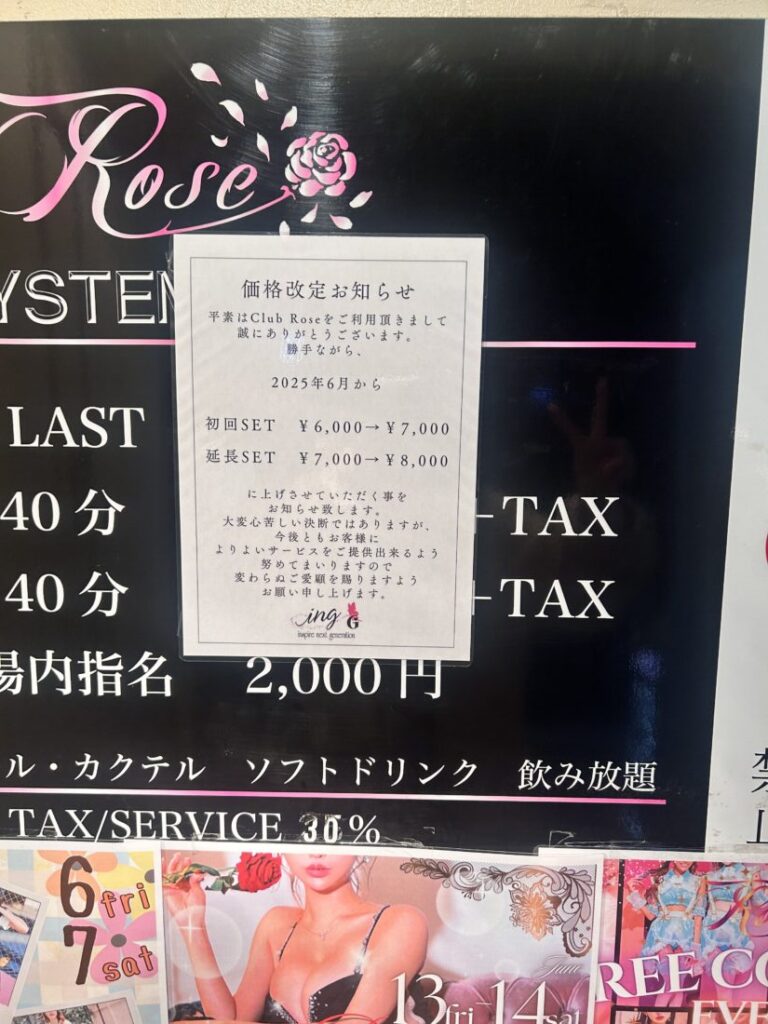 Rose
YSTEM
価格改定お知らせ
平素はClub Roseをご利用頂きまして
誠にありがとうございます。
勝手ながら、
2025年6月から
初回SET ￥6,000→￥7,000
延長SET ￥7,000→￥8,000
に上げさせていただく事を
お知らせ致します。
大変心苦しい決断ではありますが、
今後ともお客様に
よりよいサービスをご提供出来るよう
努めてまいりますので
変わらぬご愛顧を賜りますよう
お願い申し上げます。
ing G
inspire next generation
LAST
40分 +TAX
40分 +TAX
場内指名 2,000円
ル・カクテル ソフトドリンク 飲み放題
TAX/SERVICE 30%
6 fri
7 sat
June
13fri-14sat
REE CO
EVE
禁
止